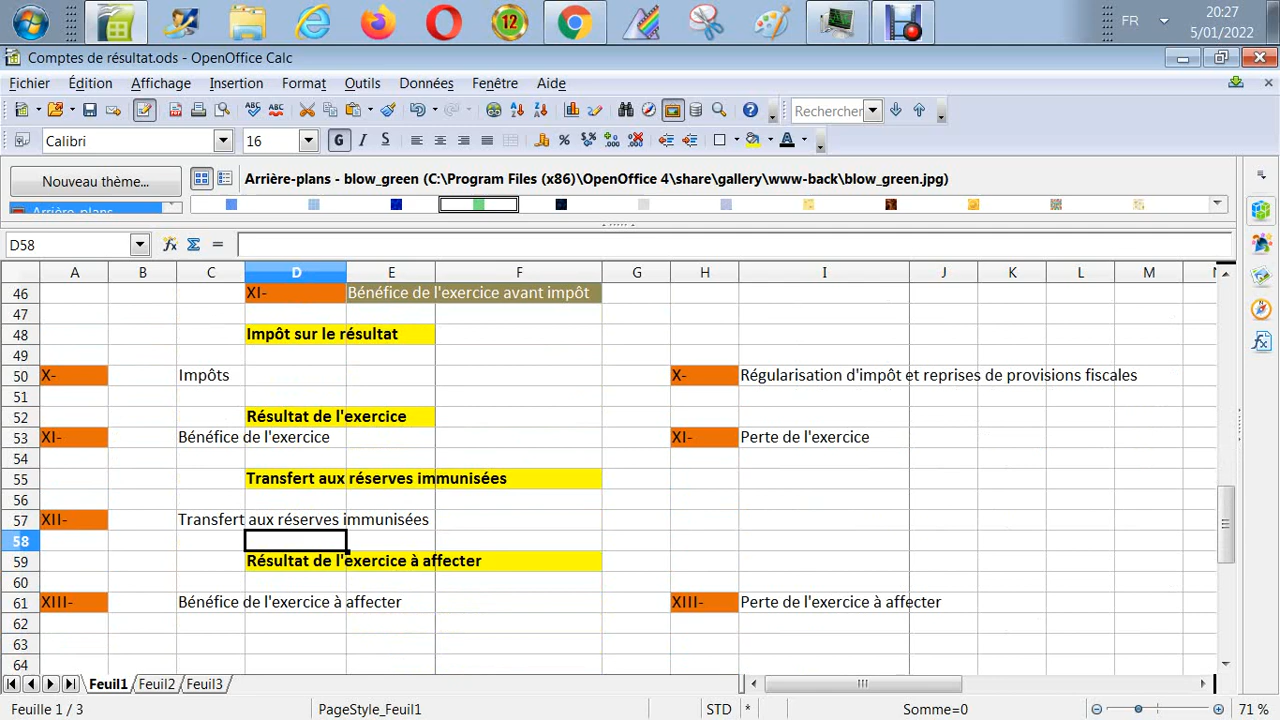 12
FR
20:27
5/01/2022
Comptes de résultat.ods - OpenOffice Calc
Fichier Édition Affichage Insertion Format Outils Données Fenêtre Aide
Rechercher
Calibri 16 G I S
Nouveau thème...
Arrière-plans - blow_green (C:\Program Files (x86)\OpenOffice 4\share\gallery\www-back\blow_green.jpg)
Arrière-plans
D58
A B C D E F G H I J K L M N
46 XI- Bénéfice de l'exercice avant impôt
47
48 Impôt sur le résultat
49
50 X- Impôts X- Régularisation d'impôt et reprises de provisions fiscales
51
52 Résultat de l'exercice
53 XI- Bénéfice de l'exercice XI- Perte de l'exercice
54
55 Transfert aux réserves immunisées
56
57 XII- Transfert aux réserves immunisées
58
59 Résultat de l'exercice à affecter
60
61 XIII- Bénéfice de l'exercice à affecter XIII- Perte de l'exercice à affecter
62
63
64
Feuil1 Feuil2 Feuil3
Feuille 1 / 3 PageStyle_Feuil1 STD * Somme=0 71 %